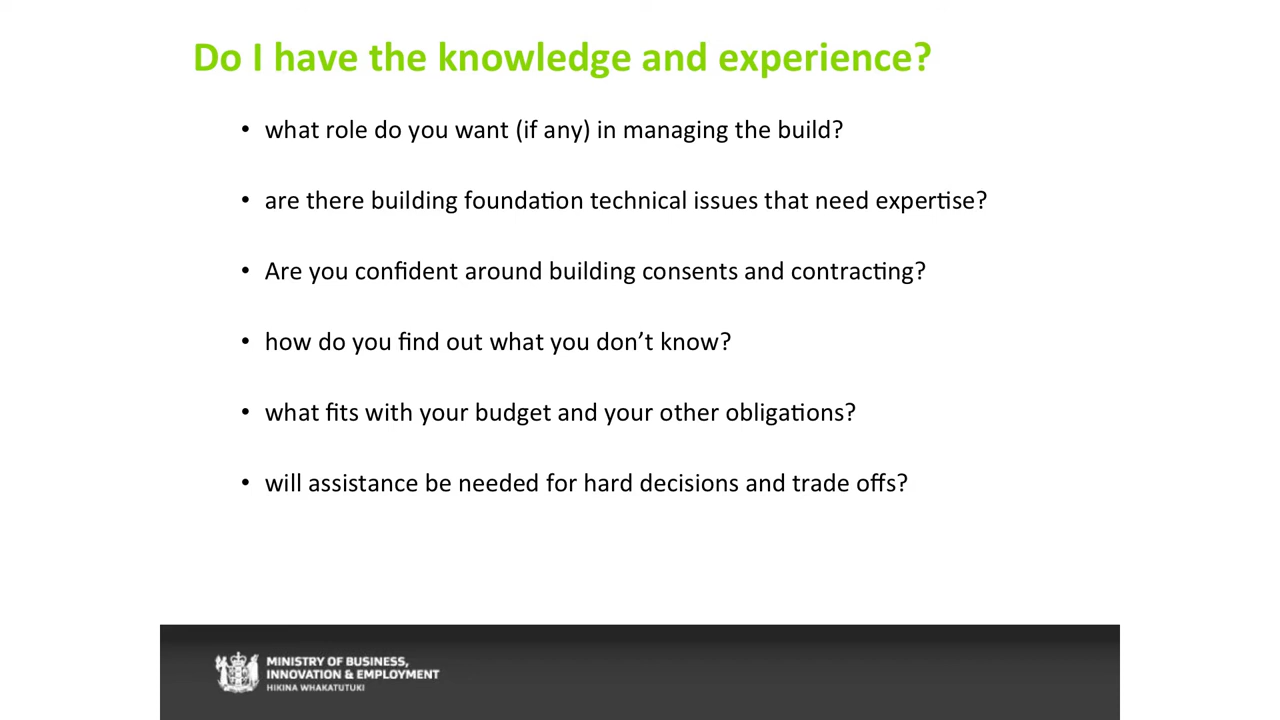 Do I have the knowledge and experience?
• what role do you want (if any) in managing the build?
• are there building foundation technical issues that need expertise?
• Are you confident around building consents and contracting?
• how do you find out what you don’t know?
• what fits with your budget and your other obligations?
• will assistance be needed for hard decisions and trade offs?
MINISTRY OF BUSINESS,
INNOVATION & EMPLOYMENT
HIKINA WHAKATUTUKI